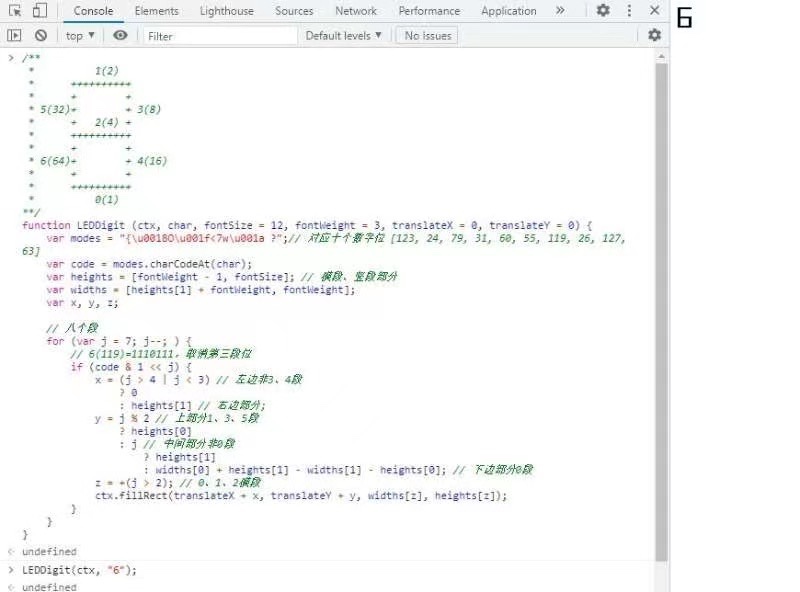 Console Elements Lighthouse Sources Network Performance Application »
top ▼ Filter Default levels ▼ No Issues
6
> /**
* 1(2)
* ++++++++++
* + +
* 5(32)+ + 3(8)
* + 2(4) +
* ++++++++++
* + +
* 6(64)+ + 4(16)
* + +
* ++++++++++
* 0(1)
**/
function LEDDigit (ctx, char, fontSize = 12, fontWeight = 3, translateX = 0, translateY = 0) {
var modes = "{\u0018O\u001f<7w\u001a ?";// 对应十个数字位 [123, 24, 79, 31, 60, 55, 119, 26, 127,
63]
var code = modes.charCodeAt(char);
var heights = [fontWeight - 1, fontSize]; // 横段、竖段部分
var widths = [heights[1] + fontWeight, fontWeight];
var x, y, z;
// 八个段
for (var j = 7; j--; ) {
// 6(119)=1110111，取消第三段位
if (code & 1 << j) {
x = (j > 4 | j < 3) // 左边非3、4段
? 0
: heights[1] // 右边部分;
y = j % 2 // 上部分1、3、5段
? heights[0]
: j // 中间部分非0段
? heights[1]
: widths[0] + heights[1] - widths[1] - heights[0]; // 下边部分0段
z = +(j > 2); // 0、1、2横段
ctx.fillRect(translateX + x, translateY + y, widths[z], heights[z]);
}
}
}
< undefined
> LEDDigit(ctx, "6");
< undefined